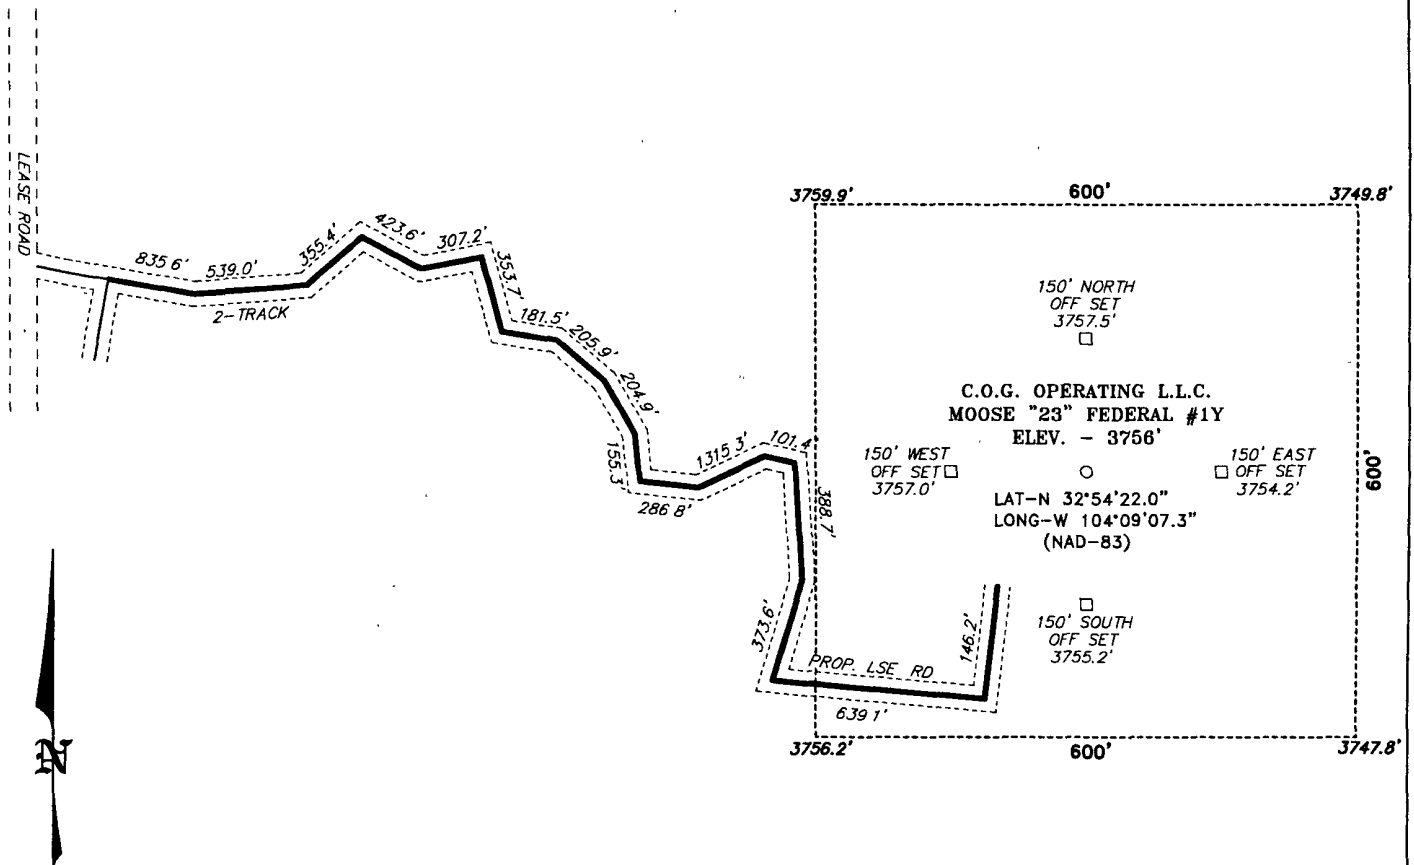 LEASE ROAD
835 6'
539.0'
2-TRACK
355.4'
423.6'
307.2'
353.7'
181.5'
205.9'
204.9'
155.3'
286 8'
1315 3'
101.4'
388.7'
373.6'
PROP. LSE RD
639 1'
146.2'
3759.9'
600'
3749.8'
150' NORTH
OFF SET
3757.5'
C.O.G. OPERATING L.L.C.
MOOSE "23" FEDERAL #1Y
ELEV. - 3756'
150' WEST
OFF SET
3757.0'
150' EAST
OFF SET
3754.2'
600'
LAT-N 32°54'22.0"
LONG-W 104°09'07.3"
(NAD-83)
150' SOUTH
OFF SET
3755.2'
3756.2'
600'
3747.8'
N